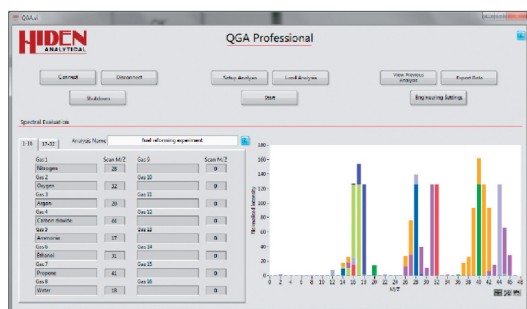 QGA.vi
HIDEN
ANALYTICAL
QGA Professional
Connect
Disconnect
Setup Analysis
Load Analysis
View Previous
Analysis
Export Data
Shutdown
Start
Engineering Settings
Spectral Evaluation
1-16
17-32
Analysis Name
fuel reforming experiment
Gas 1 Scan M/Z Gas 9 Scan M/Z
Nitrogen 28 0
Gas 2 Gas 10
Oxygen 32 0
Gas 3 Gas 11
Argon 20 0
Gas 4 Gas 12
Carbon dioxide 44 0
Gas 5 Gas 13
Ammonia 17 0
Gas 6 Gas 14
Ethanol 31 0
Gas 7 Gas 15
Propene 41 0
Gas 8 Gas 16
Water 18 0
Normalised Intensity
180
160
140
120
100
80
60
40
20
0
0 2 4 6 8 10 12 14 16 18 20 22 24 26 28 30 32 34 36 38 40 42 44 46 48
M/Z